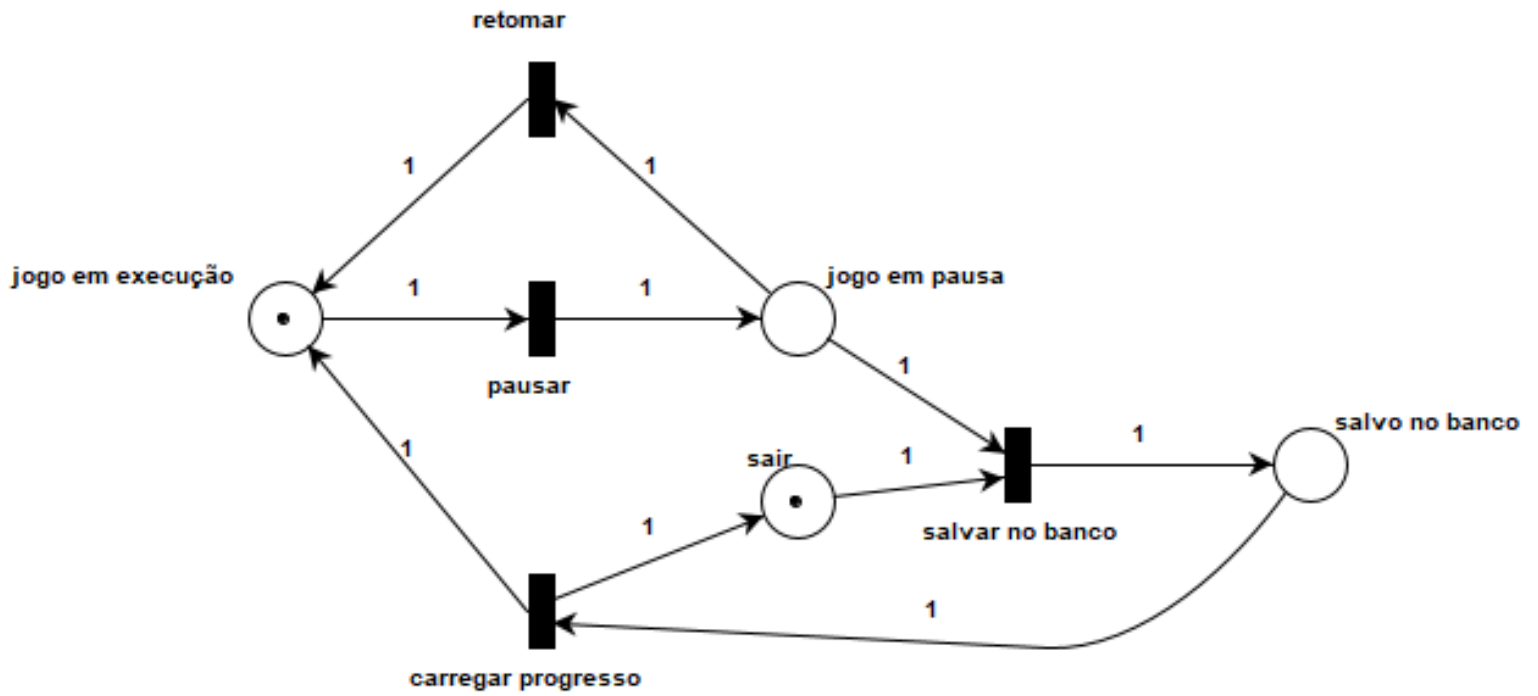 retomar
1
1
jogo em execução
1
1
jogo em pausa
pausar
1
1
sair
1
1
salvo no banco
salvar no banco
1
1
carregar progresso